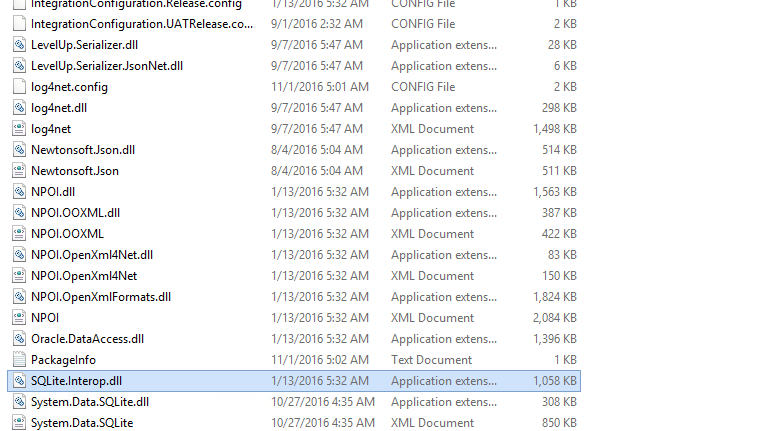 IntegrationConfiguration.Release.config 1/13/2016 5:32 AM CONFIG File 1 KB
IntegrationConfiguration.UATRelease.co... 9/1/2016 2:32 AM CONFIG File 2 KB
LevelUp.Serializer.dll 9/7/2016 5:47 AM Application extens... 28 KB
LevelUp.Serializer.JsonNet.dll 9/7/2016 5:47 AM Application extens... 6 KB
log4net.config 11/1/2016 5:01 AM CONFIG File 2 KB
log4net.dll 9/7/2016 5:47 AM Application extens... 298 KB
log4net 9/7/2016 5:47 AM XML Document 1,498 KB
Newtonsoft.Json.dll 8/4/2016 5:04 AM Application extens... 514 KB
Newtonsoft.Json 8/4/2016 5:04 AM XML Document 511 KB
NPOI.dll 1/13/2016 5:32 AM Application extens... 1,563 KB
NPOI.OOXML.dll 1/13/2016 5:32 AM Application extens... 387 KB
NPOI.OOXML 1/13/2016 5:32 AM XML Document 422 KB
NPOI.OpenXml4Net.dll 1/13/2016 5:32 AM Application extens... 83 KB
NPOI.OpenXml4Net 1/13/2016 5:32 AM XML Document 150 KB
NPOI.OpenXmlFormats.dll 1/13/2016 5:32 AM Application extens... 1,824 KB
NPOI 1/13/2016 5:32 AM XML Document 2,084 KB
Oracle.DataAccess.dll 1/13/2016 5:32 AM Application extens... 1,396 KB
PackageInfo 11/1/2016 5:02 AM Text Document 1 KB
SQLite.Interop.dll 1/13/2016 5:32 AM Application extens... 1,058 KB
System.Data.SQLite.dll 10/27/2016 4:35 AM Application extens... 308 KB
System.Data.SQLite 10/27/2016 4:35 AM XML Document 850 KB